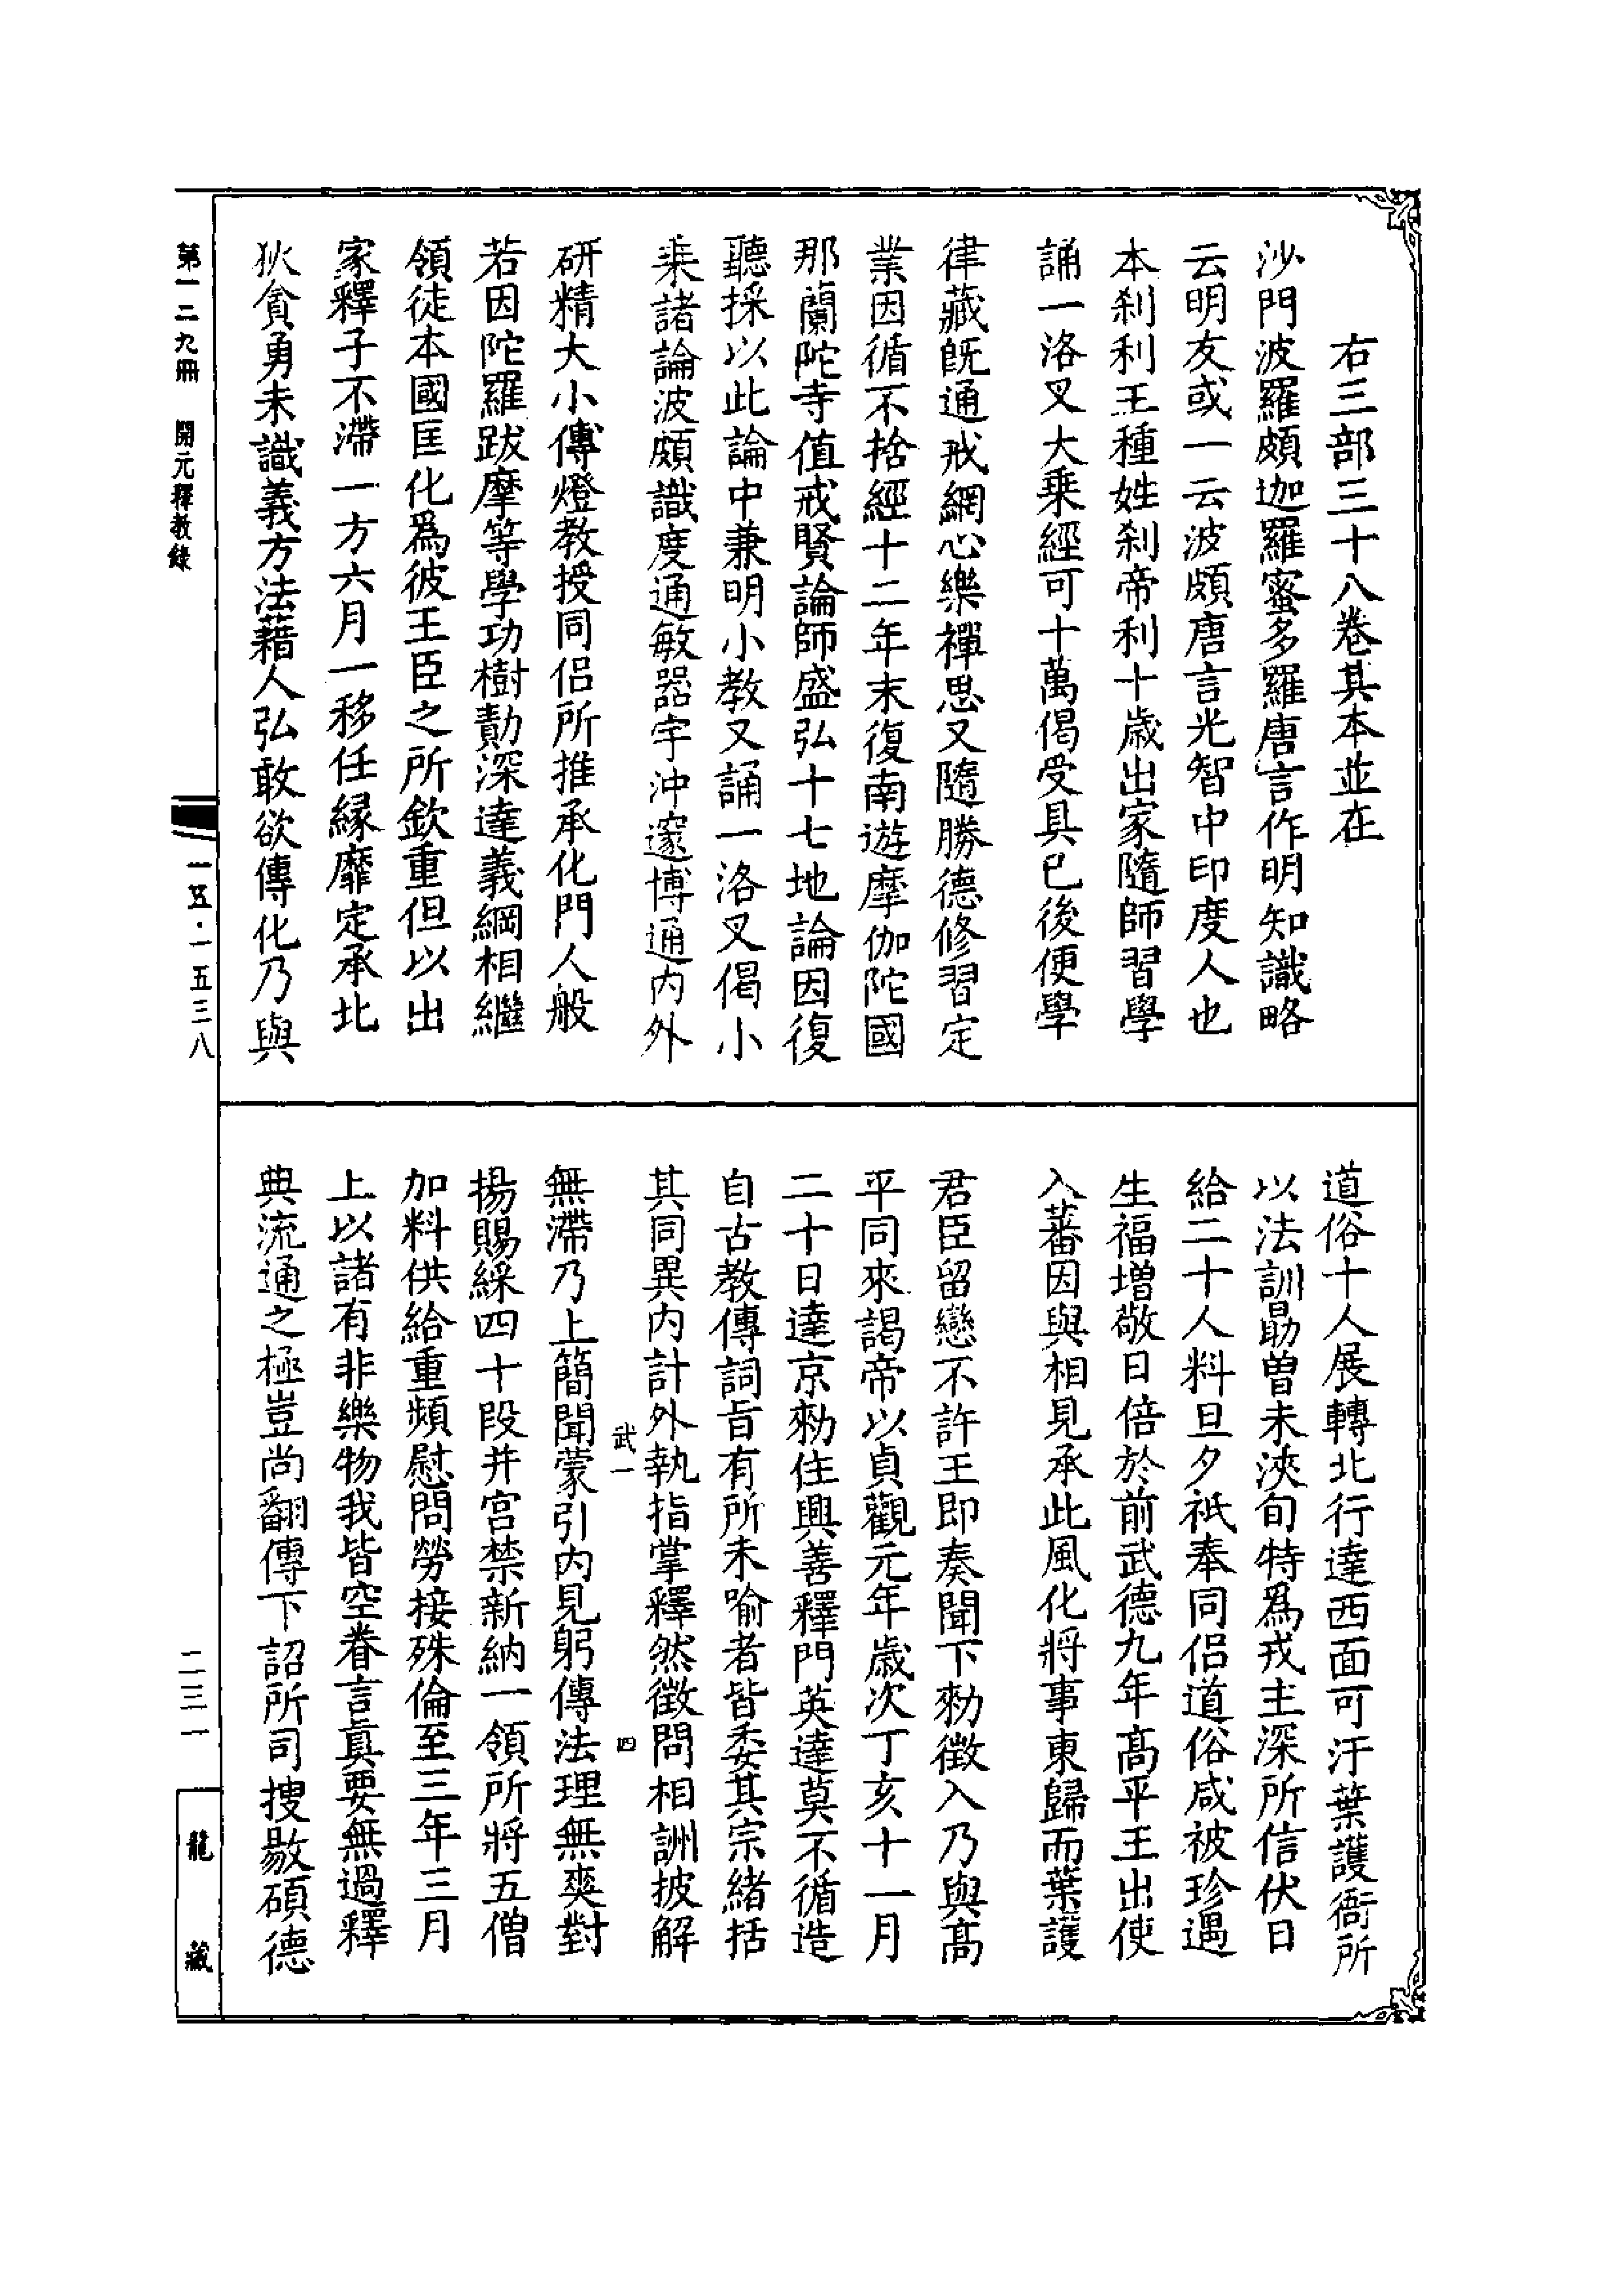 右三部三十八卷其本並在
沙門波羅頗迦羅蜜多羅唐言作明知識略
云明友或一云波頗唐言光智中印度人也
本刹利王種姓刹帝利十歳出家隨師習學
誦一洛叉大乗經可十萬偈受具已後便學
律藏旣通戒網心樂禪思又隨勝德修習定
業因循不捨經十二年末復南遊摩伽陀國
那蘭陀寺值戒賢論師盛弘十七地論因復
聽採以此論中兼明小教又誦一洛叉偈小
乗諸論波頗識度通敏器宇沖邃博通内外
研精大小傳燈教授同侣所推承化門人般
若因陀羅跋摩等學功樹勣深達義綱相繼
領徒本國匡化爲彼王臣之所欽重但以出
家釋子不滯一方六月一移任縁靡定承北
狄貪勇未識義方法藉人弘敢欲傳化乃與
道俗十人展轉北行達西面可汗葉護衙所
以法訓勗曽未浹旬特爲戎主深所信伏日
給二十人料旦夕祇奉同侣道俗咸被珍遇
生福増敬日倍於前武德九年髙平王出使
入蕃因與相見承此風化將事東歸而葉護
君臣留戀不許王即奏聞下勑徴入乃與髙
平同來謁帝以貞觀元年歳次丁亥十一月
二十日達京勑住興善釋門英達莫不循造
自古教傳詞㫖有所未喻者皆委其宗緒括
其同異内計外執指掌釋然徴問相詶披解
武一 四
無滯乃上簡聞蒙引内見躬傳法理無爽對
揚賜綵四十段并宫禁新納一領所將五僧
加料供給重頻慰問勞接殊倫至三年三月
上以諸有非樂物我皆空眷言眞要無過釋
典流通之極豈尚翻傳下詔所司搜敭碩德
第一二九冊 開元釋教錄
一五·一五三八
二三一
龍藏